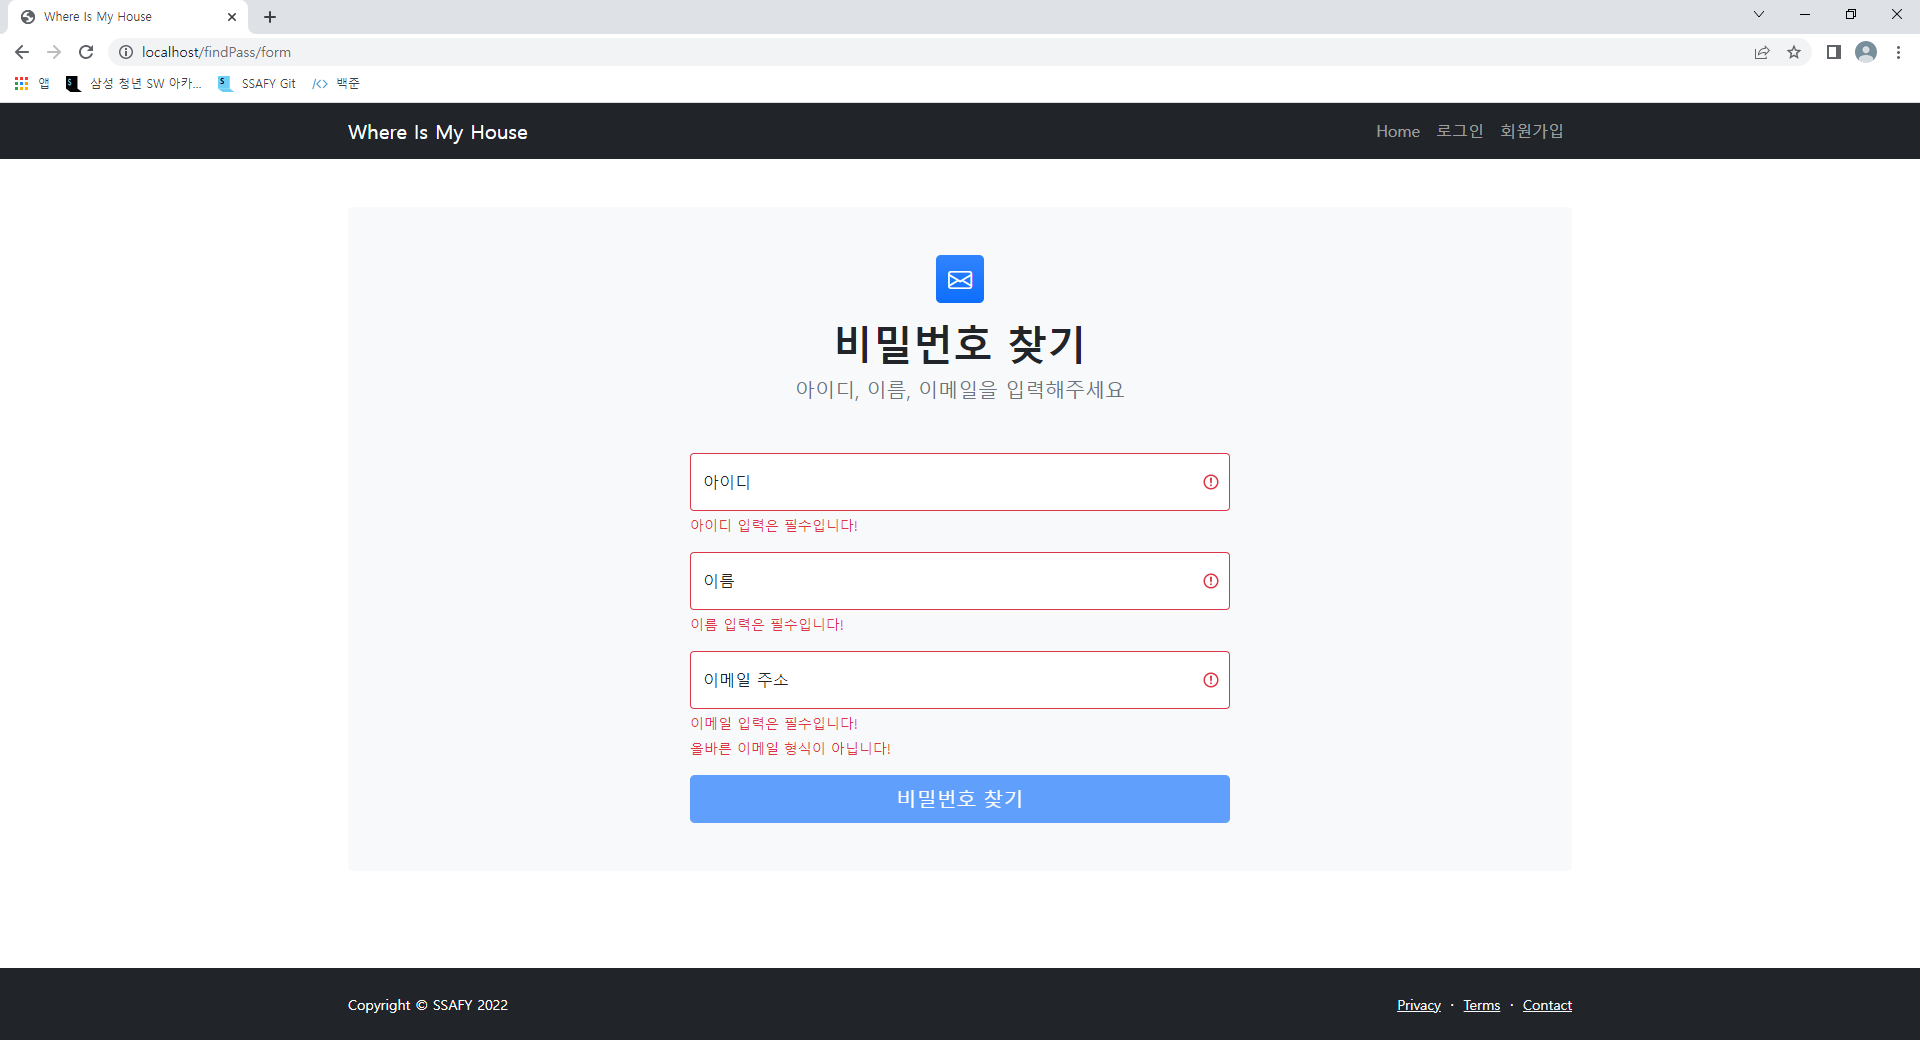 Where Is My House
localhost/findPass/form
앱 삼성 청년 SW 아카... SSAFY Git 백준
Where Is My House Home 로그인 회원가입
비밀번호 찾기
아이디, 이름, 이메일을 입력해주세요
아이디
아이디 입력은 필수입니다!
이름
이름 입력은 필수입니다!
이메일 주소
이메일 입력은 필수입니다!
올바른 이메일 형식이 아닙니다!
비밀번호 찾기
Copyright © SSAFY 2022 Privacy · Terms · Contact